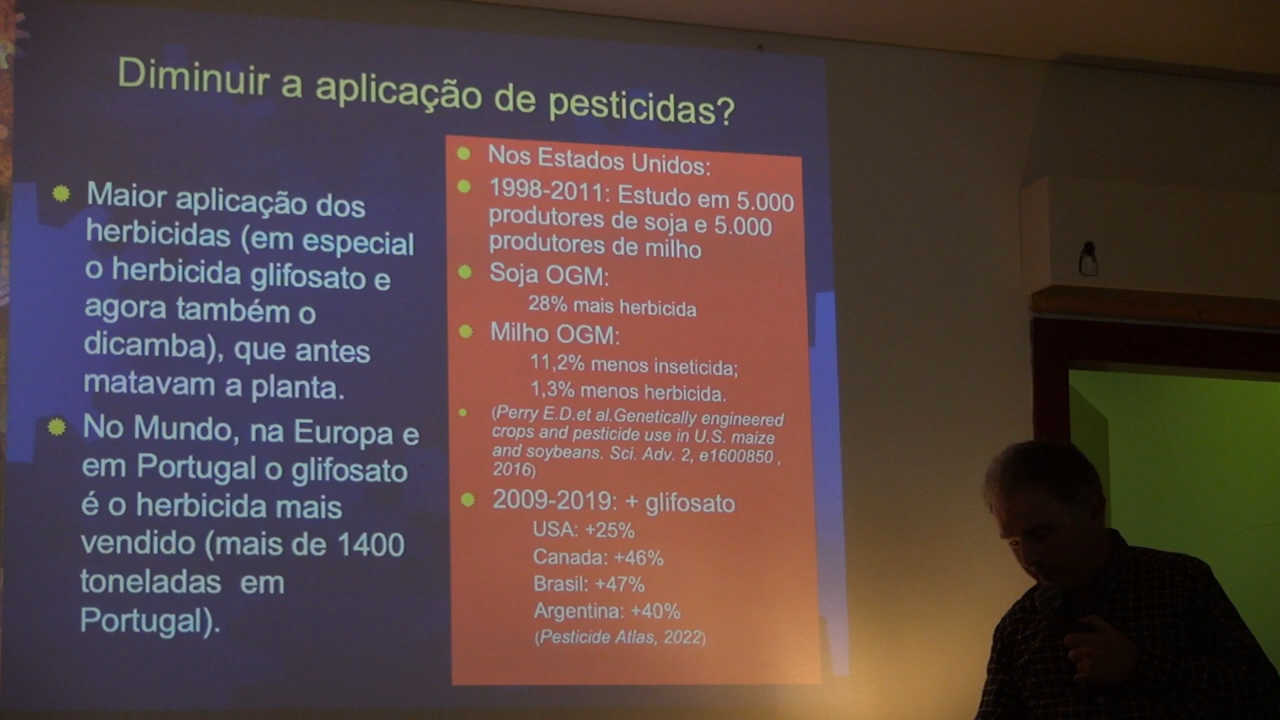 Diminuir a aplicação de pesticidas?
Maior aplicação dos
herbicidas (em especial
o herbicida glifosato e
agora também o
dicamba), que antes
matavam a planta.
No Mundo, na Europa e
em Portugal o glifosato
é o herbicida mais
vendido (mais de 1400
toneladas em
Portugal).
Nos Estados Unidos:
1998-2011: Estudo em 5.000
produtores de soja e 5.000
produtores de milho
Soja OGM:
28% mais herbicida
Milho OGM:
11,2% menos inseticida;
1,3% menos herbicida.
(Perry E.D.et al.Genetically engineered
crops and pesticide use in U.S. maize
and soybeans. Sci. Adv. 2, e1600850 ,
2016)
2009-2019: + glifosato
USA: +25%
Canada: +46%
Brasil: +47%
Argentina: +40%
(Pesticide Atlas, 2022)